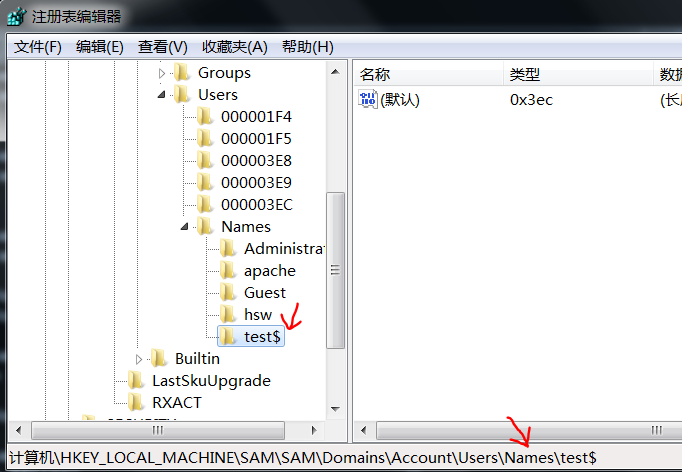 注册表编辑器
文件(F) 编辑(E) 查看(V) 收藏夹(A) 帮助(H)
Groups
Users
000001F4
000001F5
000003E8
000003E9
000003EC
Names
Administrat
apache
Guest
hsw
test$
Builtin
LastSkuUpgrade
RXACT
名称 类型 数据
(默认) 0x3ec (长
计算机\HKEY_LOCAL_MACHINE\SAM\SAM\Domains\Account\Users\Names\test$